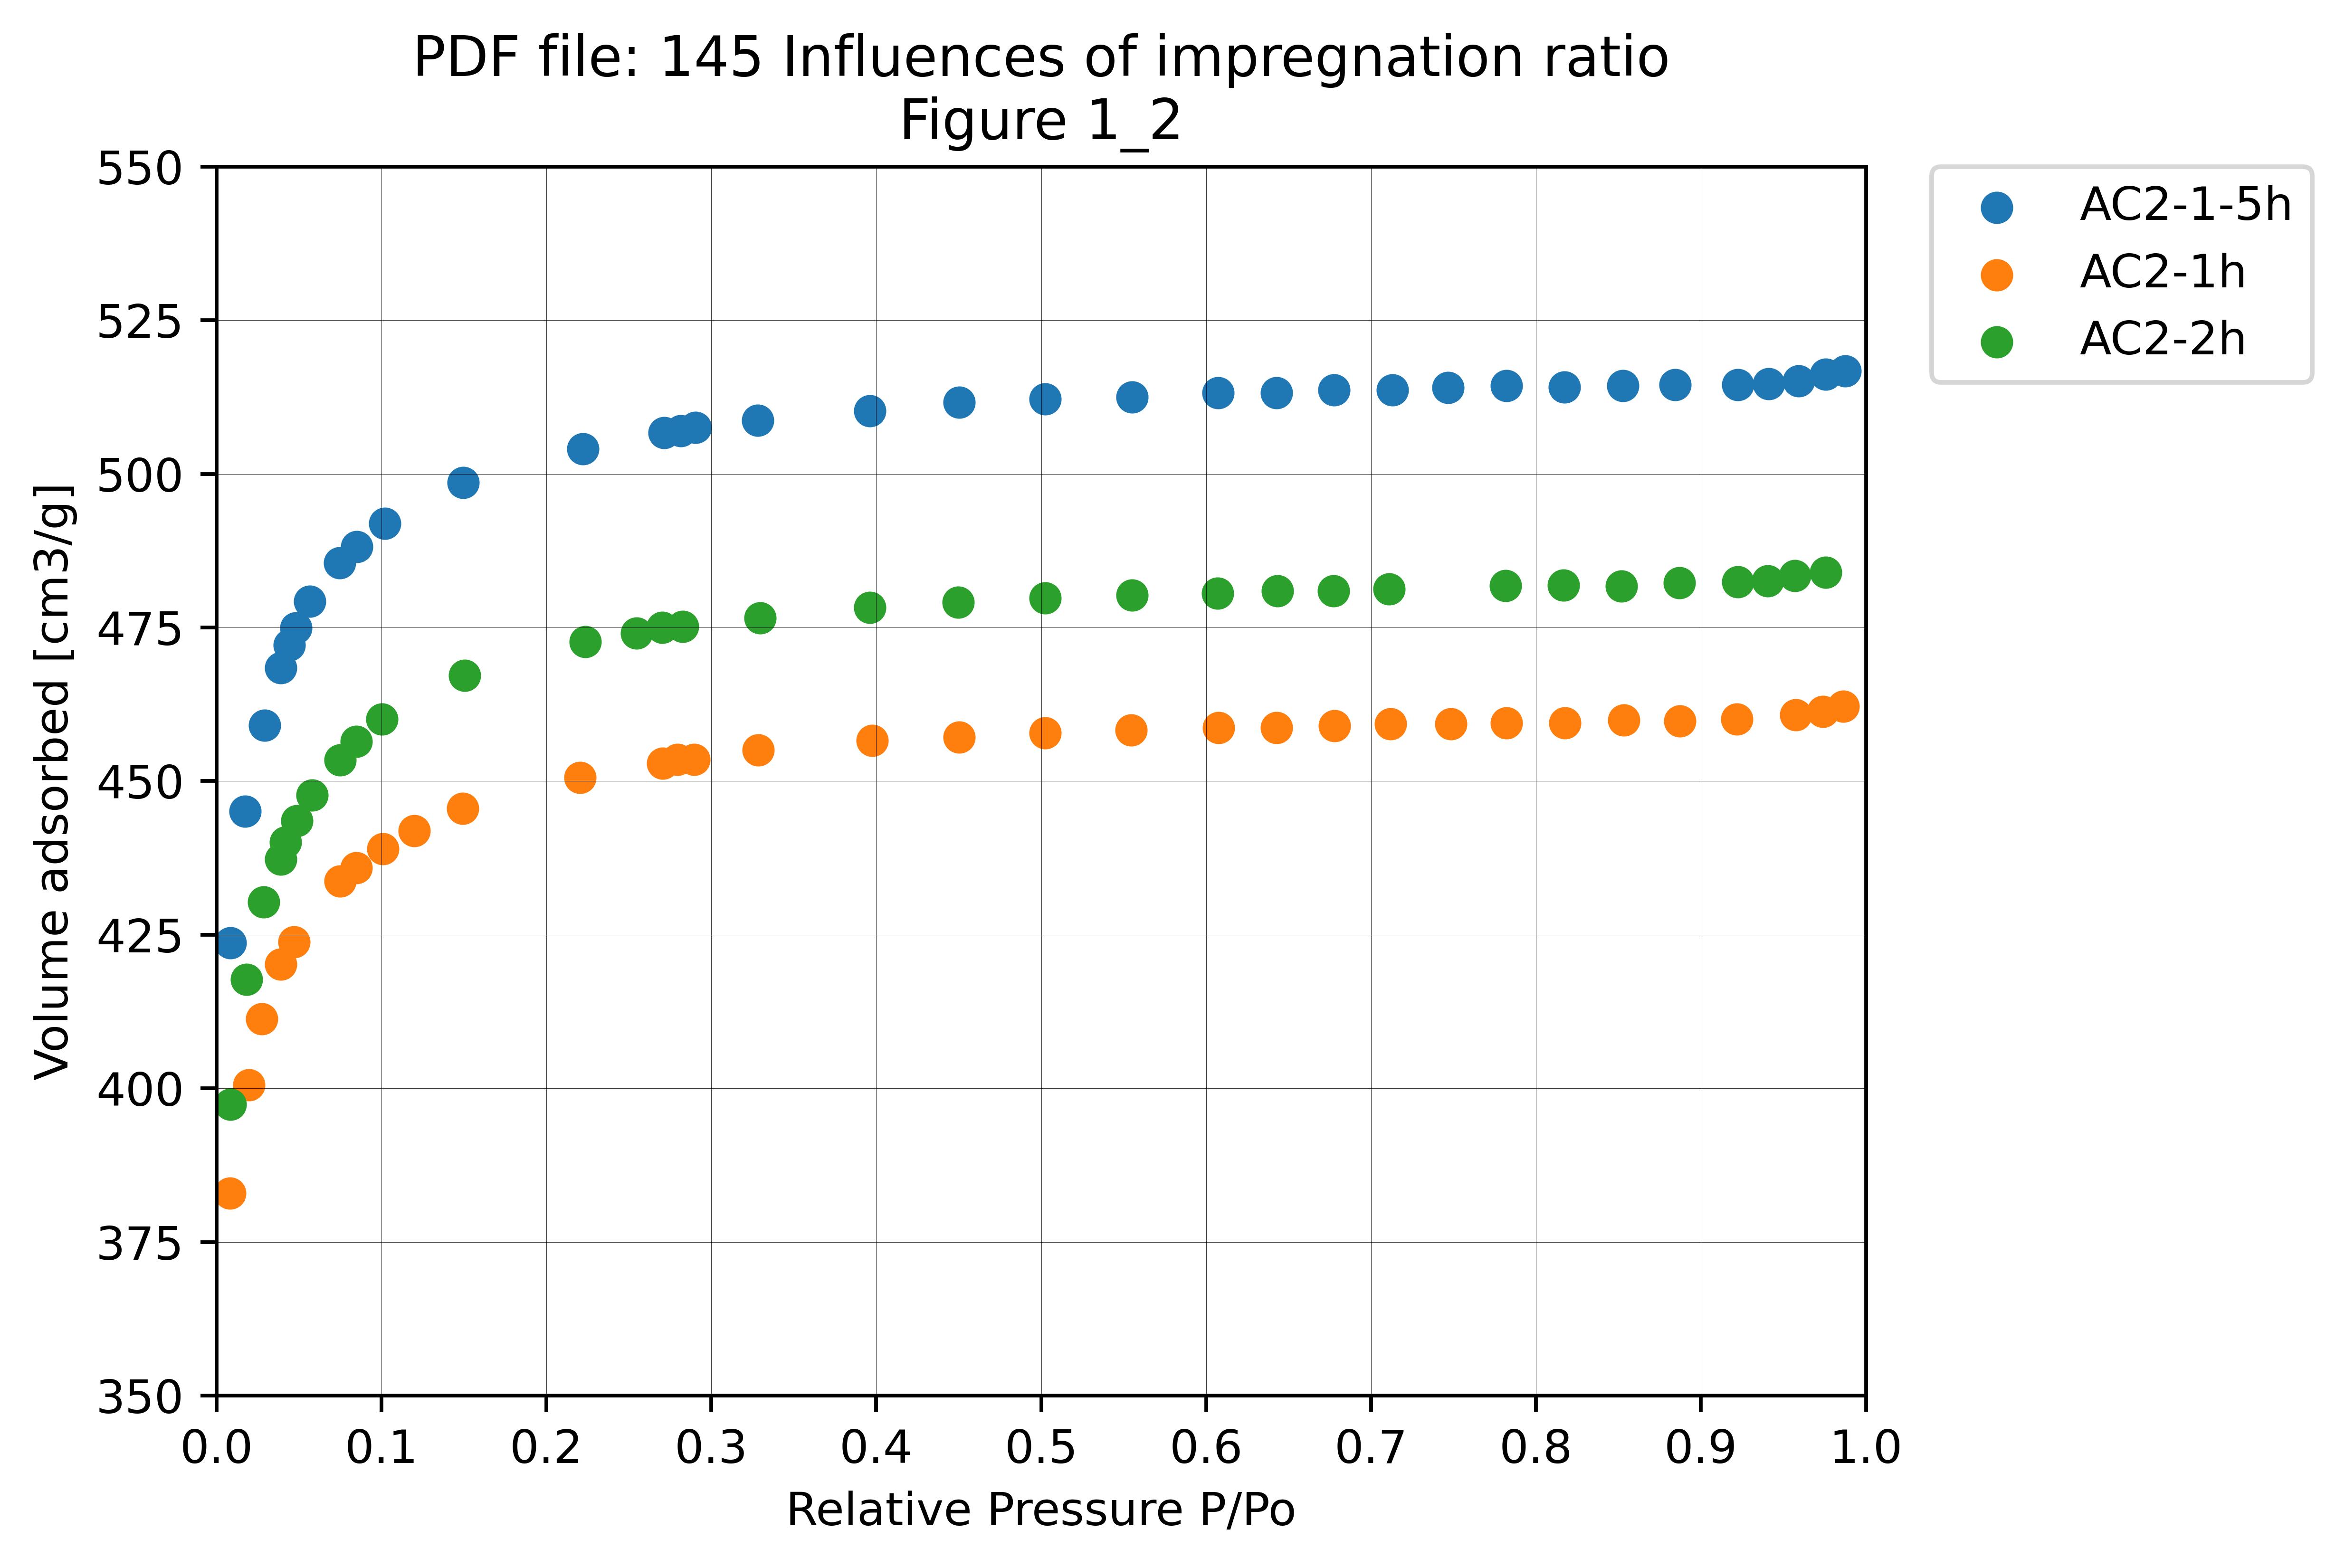 PDF file: 145 Influences of impregnation ratio
Figure 1_2
550
525
500
475
450
425
400
375
350
Volume adsorbed [cm3/g]
0.0 0.1 0.2 0.3 0.4 0.5 0.6 0.7 0.8 0.9 1.0
Relative Pressure P/Po
AC2-1-5h
AC2-1h
AC2-2h